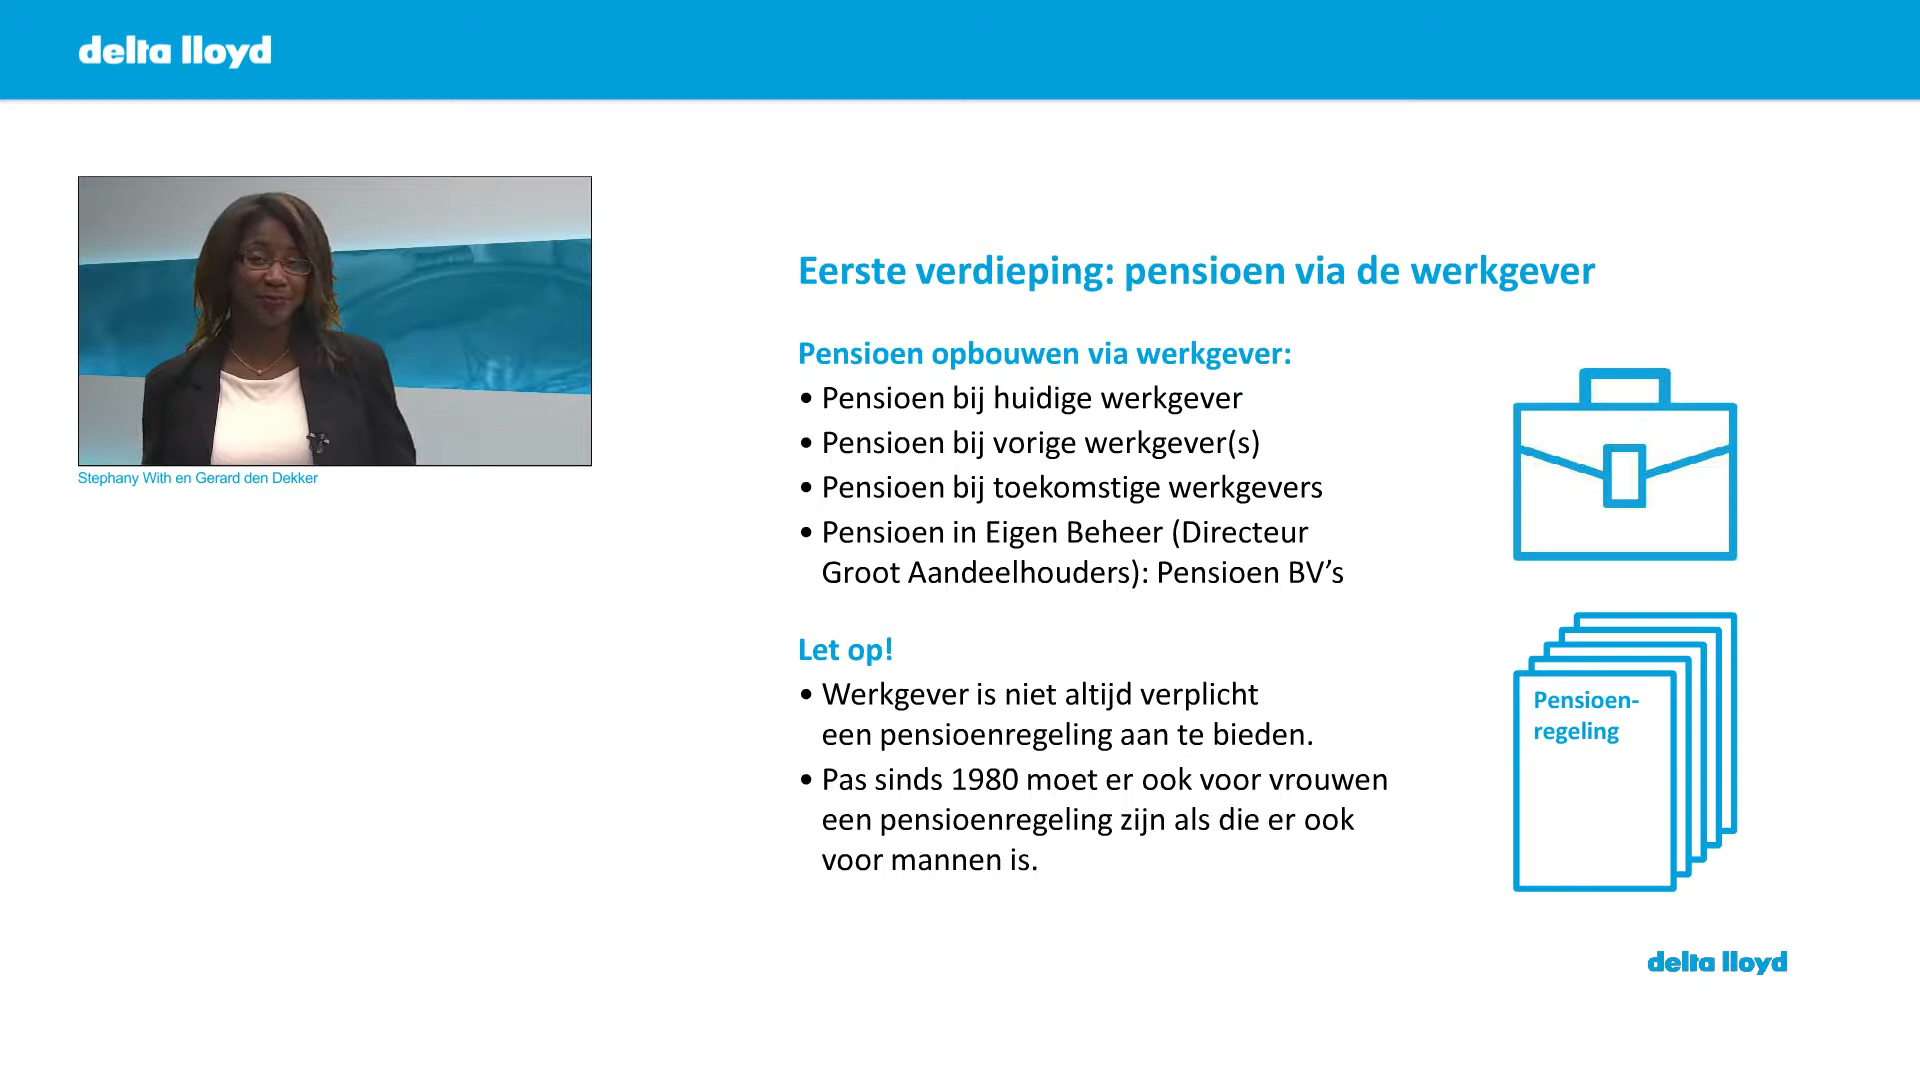 delta lloyd
Stephany With en Gerard den Dekker
Eerste verdieping: pensioen via de werkgever
Pensioen opbouwen via werkgever:
• Pensioen bij huidige werkgever
• Pensioen bij vorige werkgever(s)
• Pensioen bij toekomstige werkgevers
• Pensioen in Eigen Beheer (Directeur
Groot Aandeelhouders): Pensioen BV’s
Let op!
• Werkgever is niet altijd verplicht
een pensioenregeling aan te bieden.
• Pas sinds 1980 moet er ook voor vrouwen
een pensioenregeling zijn als die er ook
voor mannen is.
Pensioen-
regeling
delta lloyd